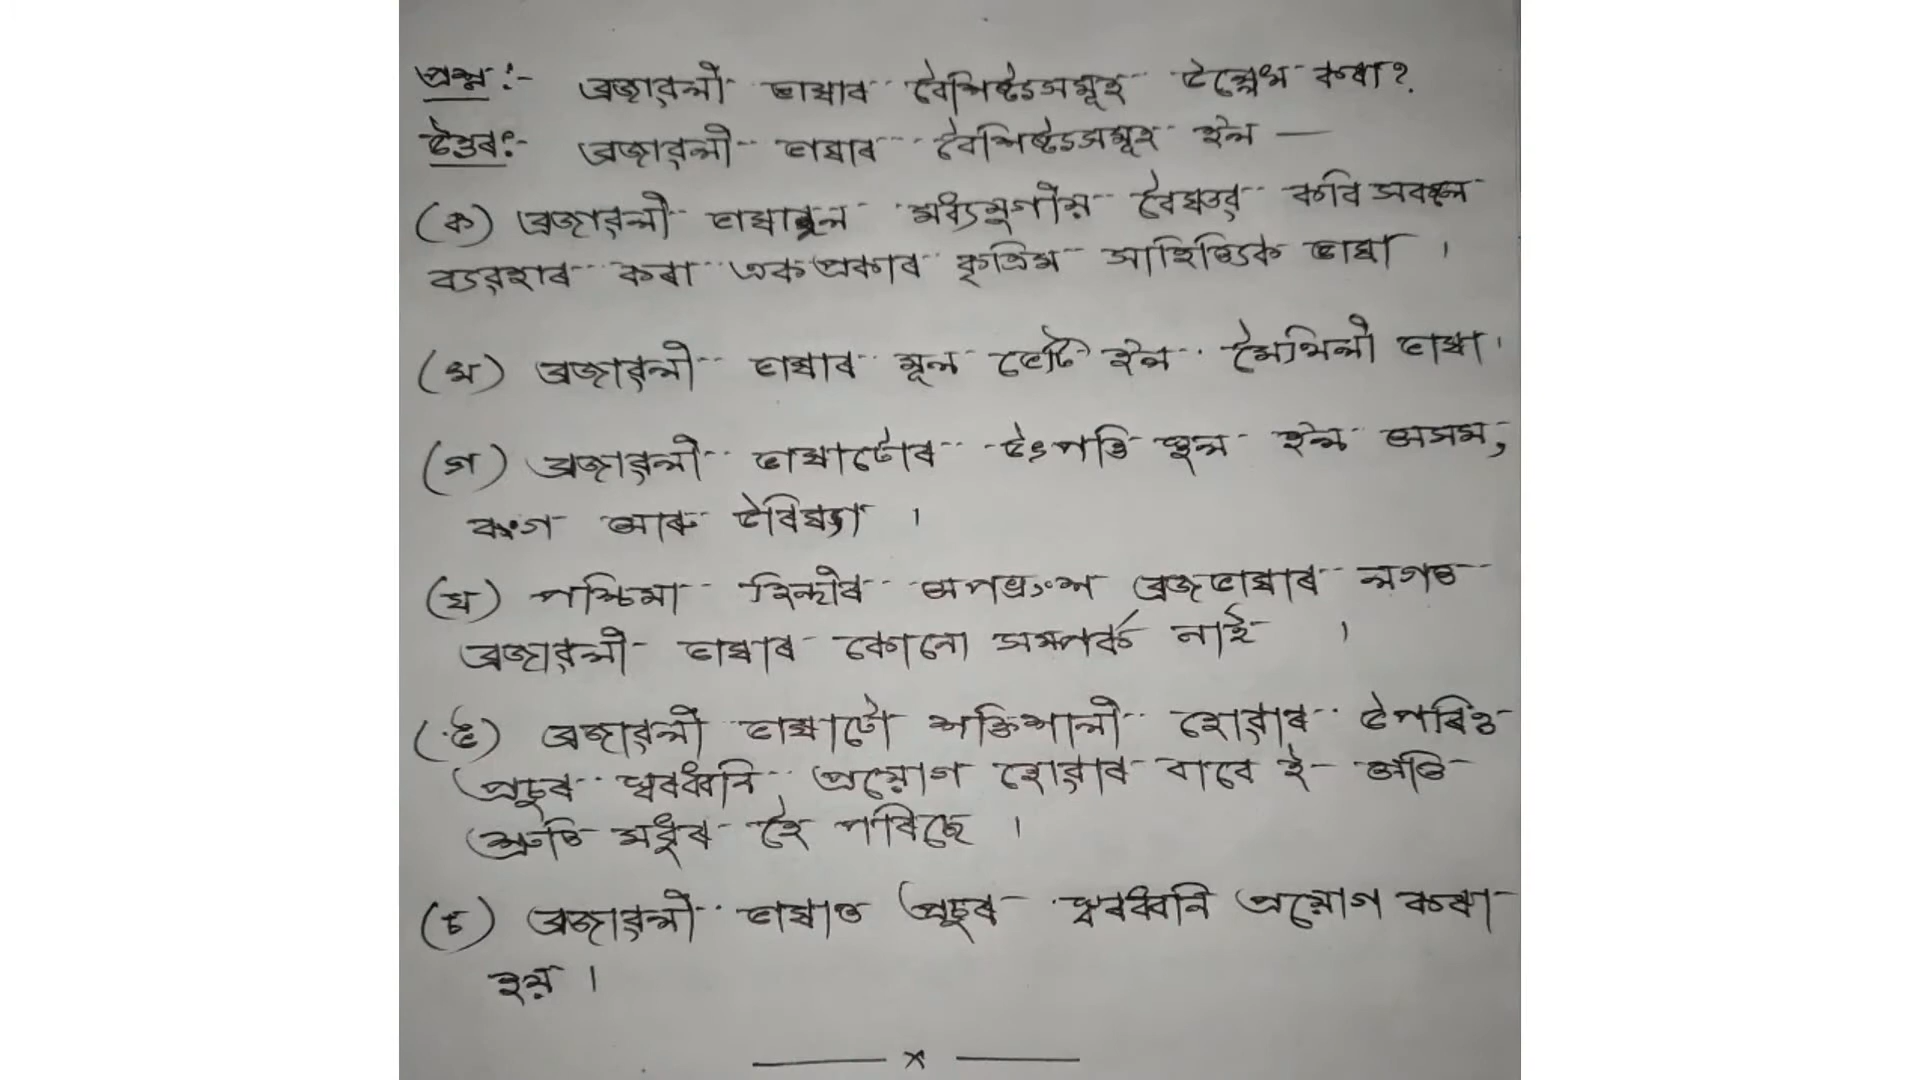 প্ৰশ্ন :- ব্ৰজাৱলী ভাষাৰ বৈশিষ্ট্যসমূহ উল্লেখ কৰা?
উত্তৰ:- ব্ৰজাৱলী ভাষাৰ বৈশিষ্ট্যসমূহ হ'ল —
(ক) ব্ৰজাৱলী ভাষা হ'ল মধ্যযুগীয় বৈষ্ণৱ কবি সকলে
ব্যৱহাৰ কৰা একপ্ৰকাৰ কৃত্ৰিম সাহিত্যিক ভাষা ।
(খ) ব্ৰজাৱলী ভাষাৰ মূল ভেটি হ'ল মৈথিলী ভাষা।
(গ) ব্ৰজাৱলী ভাষাটোৰ উৎপত্তি স্থল হ'ল অসম,
বংগ আৰু উৰিষ্যা ।
(ঘ) পশ্চিমা হিন্দীৰ অপভ্ৰংশ ব্ৰজভাষাৰ লগত
ব্ৰজাৱলী ভাষাৰ কোনো সম্পৰ্ক নাই ।
(ঙ) ব্ৰজাৱলী ভাষাটো শক্তিশালী হোৱাৰ উপৰিও
প্ৰচুৰ স্বৰধ্বনি প্ৰয়োগ হোৱাৰ বাবে ই অতি
শ্ৰুতি মধুৰ হৈ পৰিছে ।
(চ) ব্ৰজাৱলী ভাষাত প্ৰচুৰ স্বৰধ্বনি প্ৰয়োগ কৰা
হয় ।